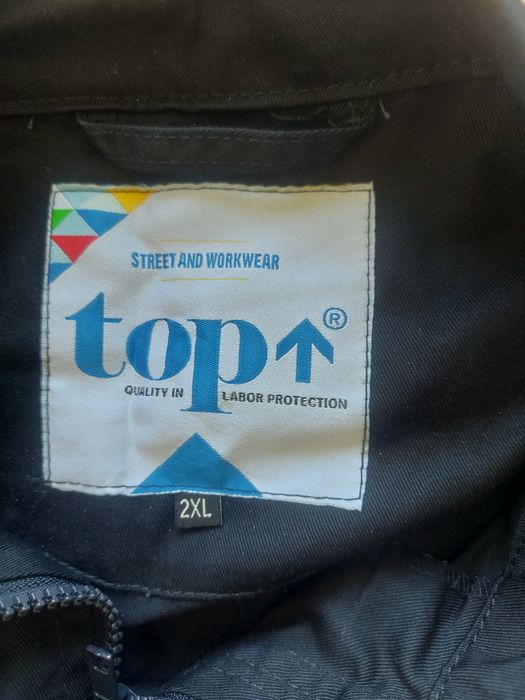 STREET AND WORKWEAR
top ®
QUALITY IN LABOR PROTECTION
2XL